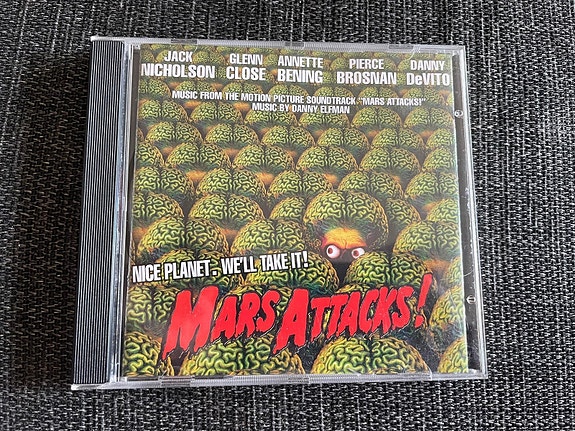 JACK NICHOLSON
GLENN CLOSE
ANNETTE BENING
PIERCE BROSNAN
DANNY DeVITO
MUSIC FROM THE MOTION PICTURE SOUNDTRACK "MARS ATTACKS!"
MUSIC BY DANNY ELFMAN
NICE PLANET. WE'LL TAKE IT!
MARS ATTACKS!